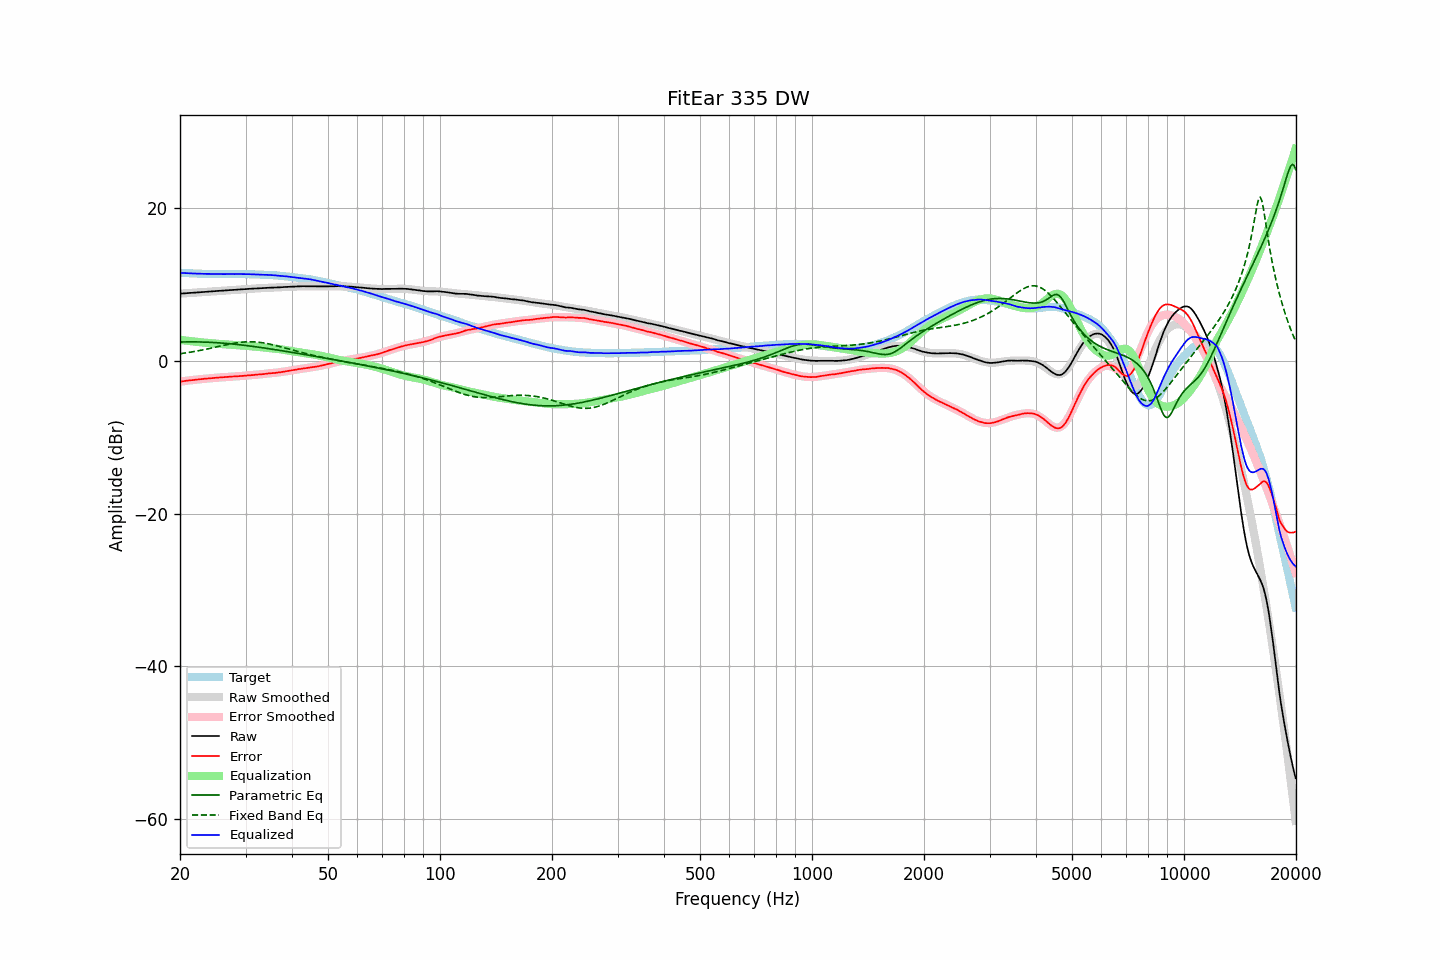 FitEar 335 DW
Amplitude (dBr)
20
0
−20
−40
−60
Target
Raw Smoothed
Error Smoothed
Raw
Error
Equalization
Parametric Eq
Fixed Band Eq
Equalized
20 50 100 200 500 1000 2000 5000 10000 20000
Frequency (Hz)